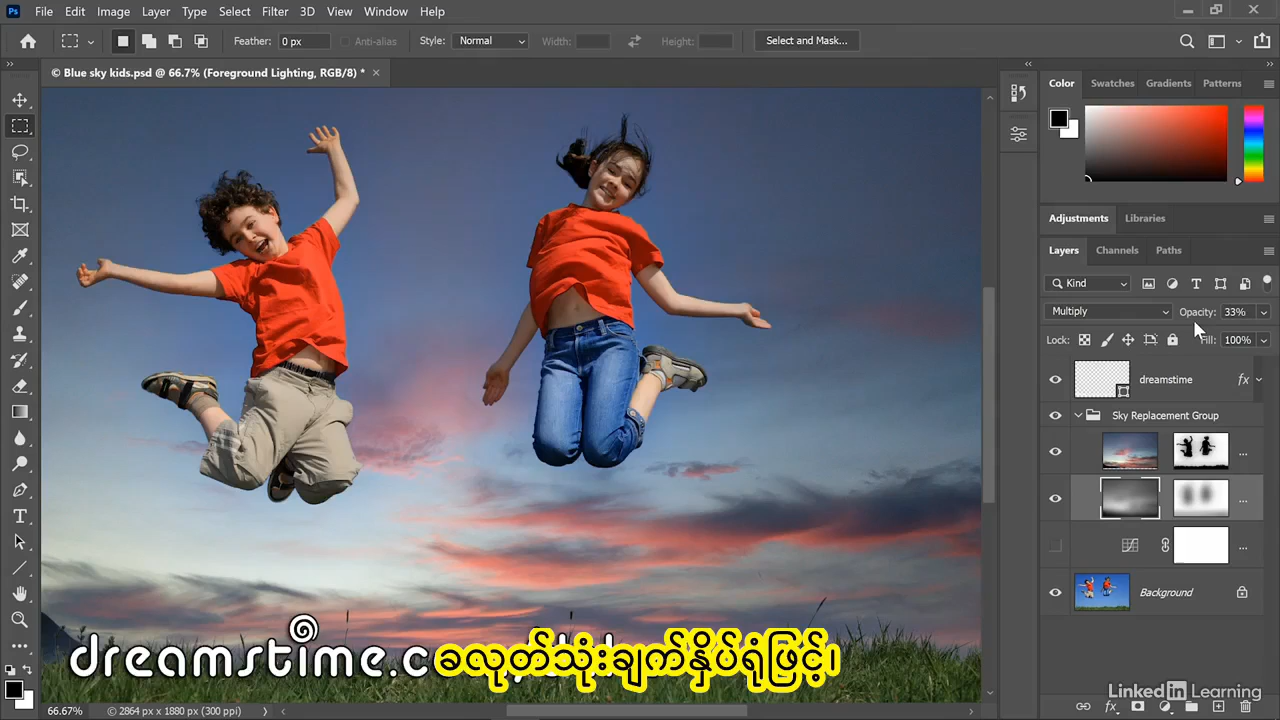 Ps File Edit Image Layer Type Select Filter 3D View Window Help
Feather: 0 px Anti-alias Style: Normal Width: Height: Select and Mask...
© Blue sky kids.psd @ 66.7% (Foreground Lighting, RGB/8) * ×
Color Swatches Gradients Patterns
Adjustments Libraries
Layers Channels Paths
Kind
Multiply Opacity: 33%
Lock: Fill: 100%
dreamstime fx
Sky Replacement Group
Background
dreamstime.c
ခလုတ်သုံးချက်နှိပ်ရုံဖြင့်၊
LinkedIn Learning
66.67% © 2864 px x 1880 px (300 ppi)